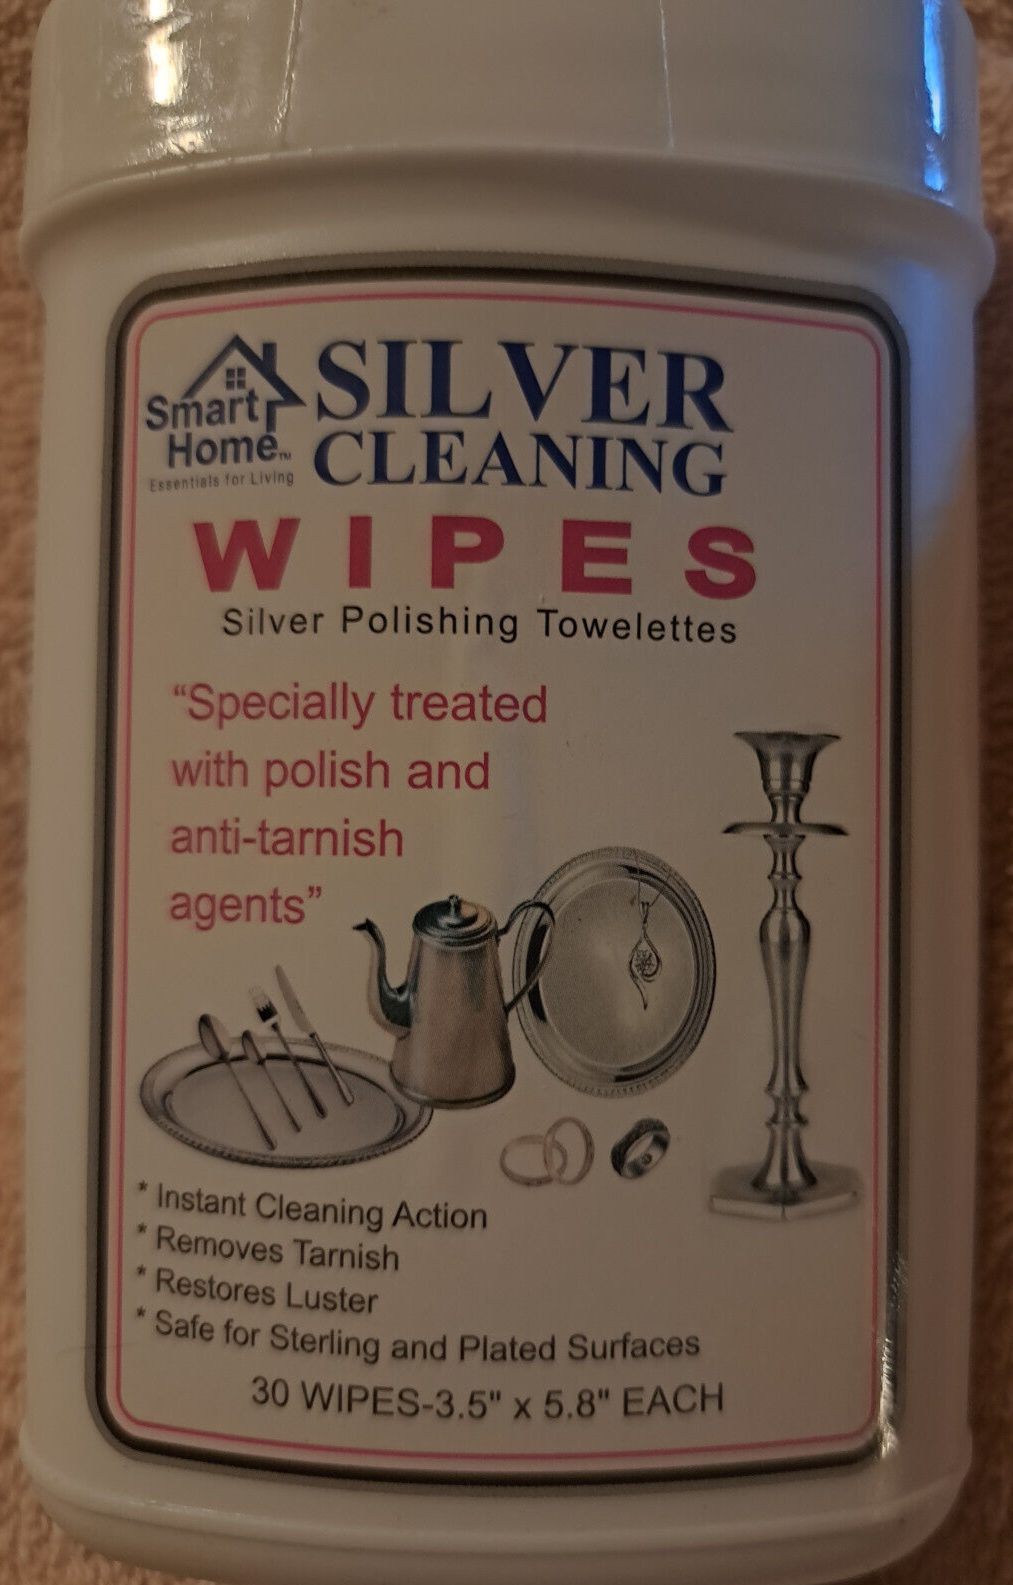 Smart
Home™
Essentials for Living
SILVER
CLEANING
WIPES
Silver Polishing Towelettes
“Specially treated
with polish and
anti-tarnish
agents”
* Instant Cleaning Action
* Removes Tarnish
* Restores Luster
* Safe for Sterling and Plated Surfaces
30 WIPES-3.5" x 5.8" EACH